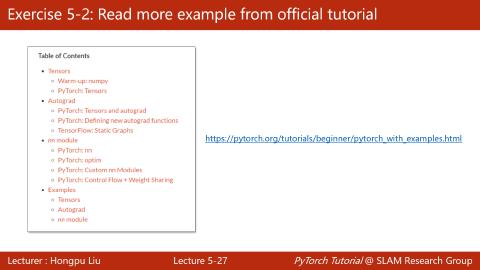 Exercise 5-2: Read more example from official tutorial
Table of Contents
Tensors
Warm-up: numpy
PyTorch: Tensors
Autograd
PyTorch: Tensors and autograd
PyTorch: Defining new autograd functions
TensorFlow: Static Graphs
nn module
PyTorch: nn
PyTorch: optim
PyTorch: Custom nn Modules
PyTorch: Control Flow + Weight Sharing
Examples
Tensors
Autograd
nn module
https://pytorch.org/tutorials/beginner/pytorch_with_examples.html
Lecturer : Hongpu Liu
Lecture 5-27
PyTorch Tutorial @ SLAM Research Group